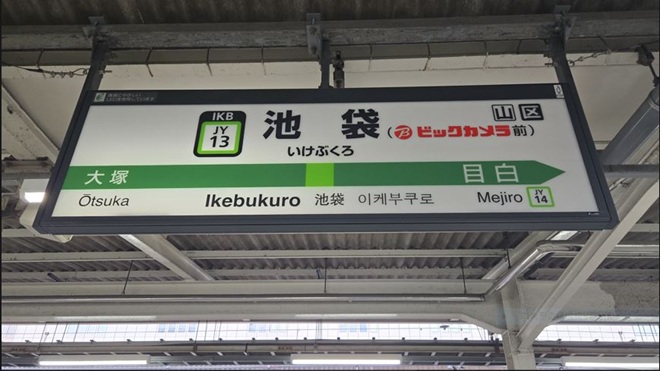 IKB
JY
13
池袋(ビックカメラ前)
山 区
いけぶくろ
大塚 目白
Ōtsuka Ikebukuro 池袋 이케부쿠로 Mejiro JY 14